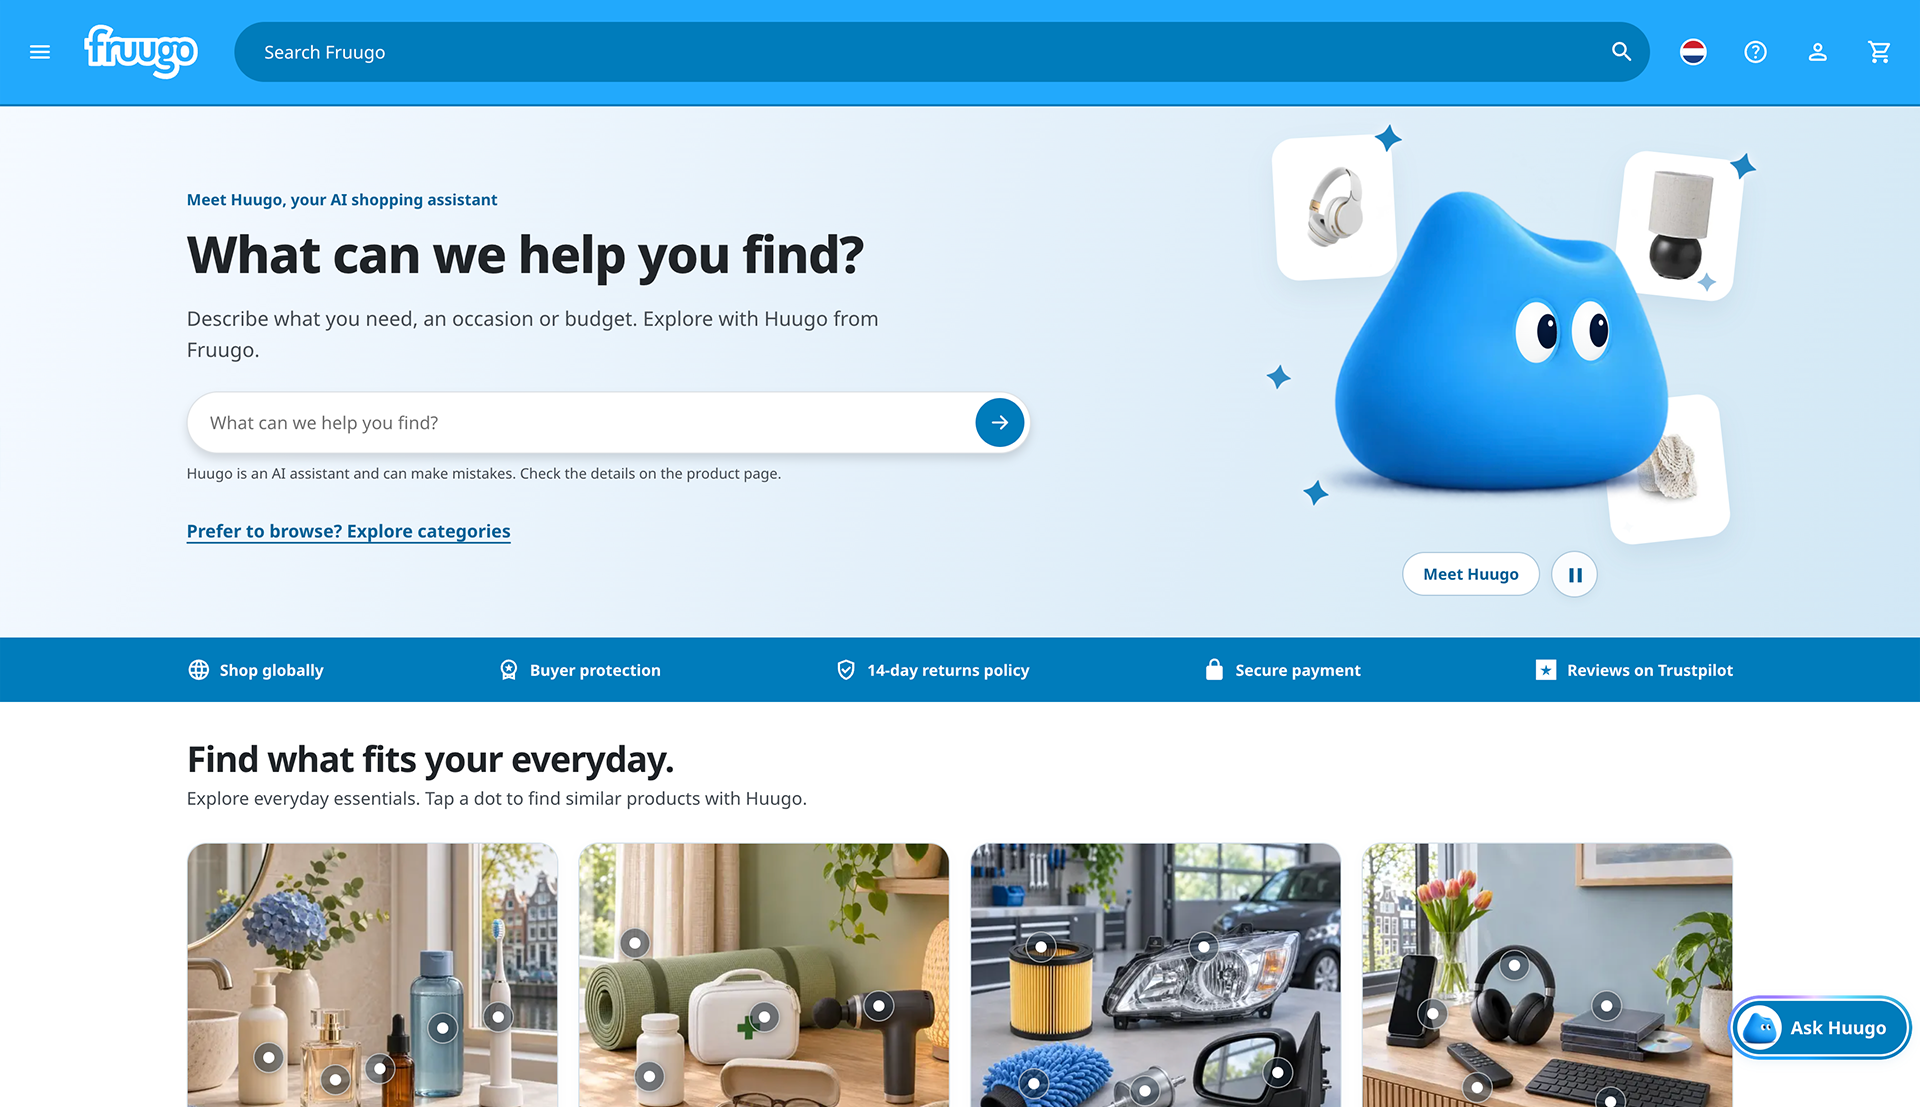 fruugo
Search Fruugo
Meet Huugo, your AI shopping assistant
What can we help you find?
Describe what you need, an occasion or budget. Explore with Huugo from
Fruugo.
What can we help you find?
Huugo is an AI assistant and can make mistakes. Check the details on the product page.
Prefer to browse? Explore categories
Meet Huugo
Shop globally
Buyer protection
14-day returns policy
Secure payment
Reviews on Trustpilot
Find what fits your everyday.
Explore everyday essentials. Tap a dot to find similar products with Huugo.
Ask Huugo